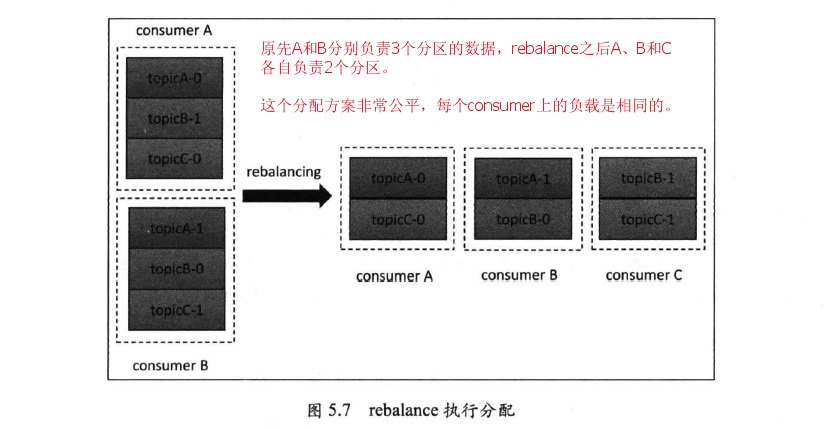 consumer A
topicA-0
topicB-1
topicC-0
原先A和B分别负责3个分区的数据，rebalance之后A、B和C
各自负责2个分区。
这个分配方案非常公平，每个consumer上的负载是相同的。
rebalancing
topicA-1
topicB-0
topicC-1
consumer B
topicA-0
topicC-0
consumer A
topicA-1
topicB-0
consumer B
topicB-1
topicC-1
consumer C
图 5.7 rebalance 执行分配